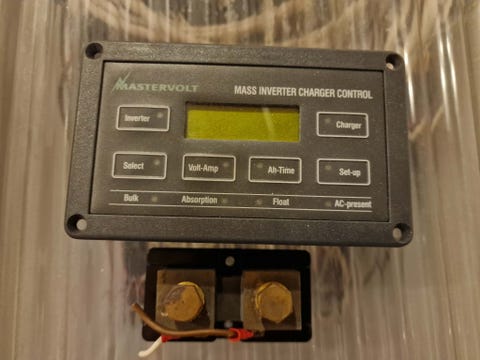 MASTERVOLT
MASS INVERTER CHARGER CONTROL
Inverter
Charger
Select
Volt-Amp
Ah-Time
Set-up
Bulk
Absorption
Float
AC-present